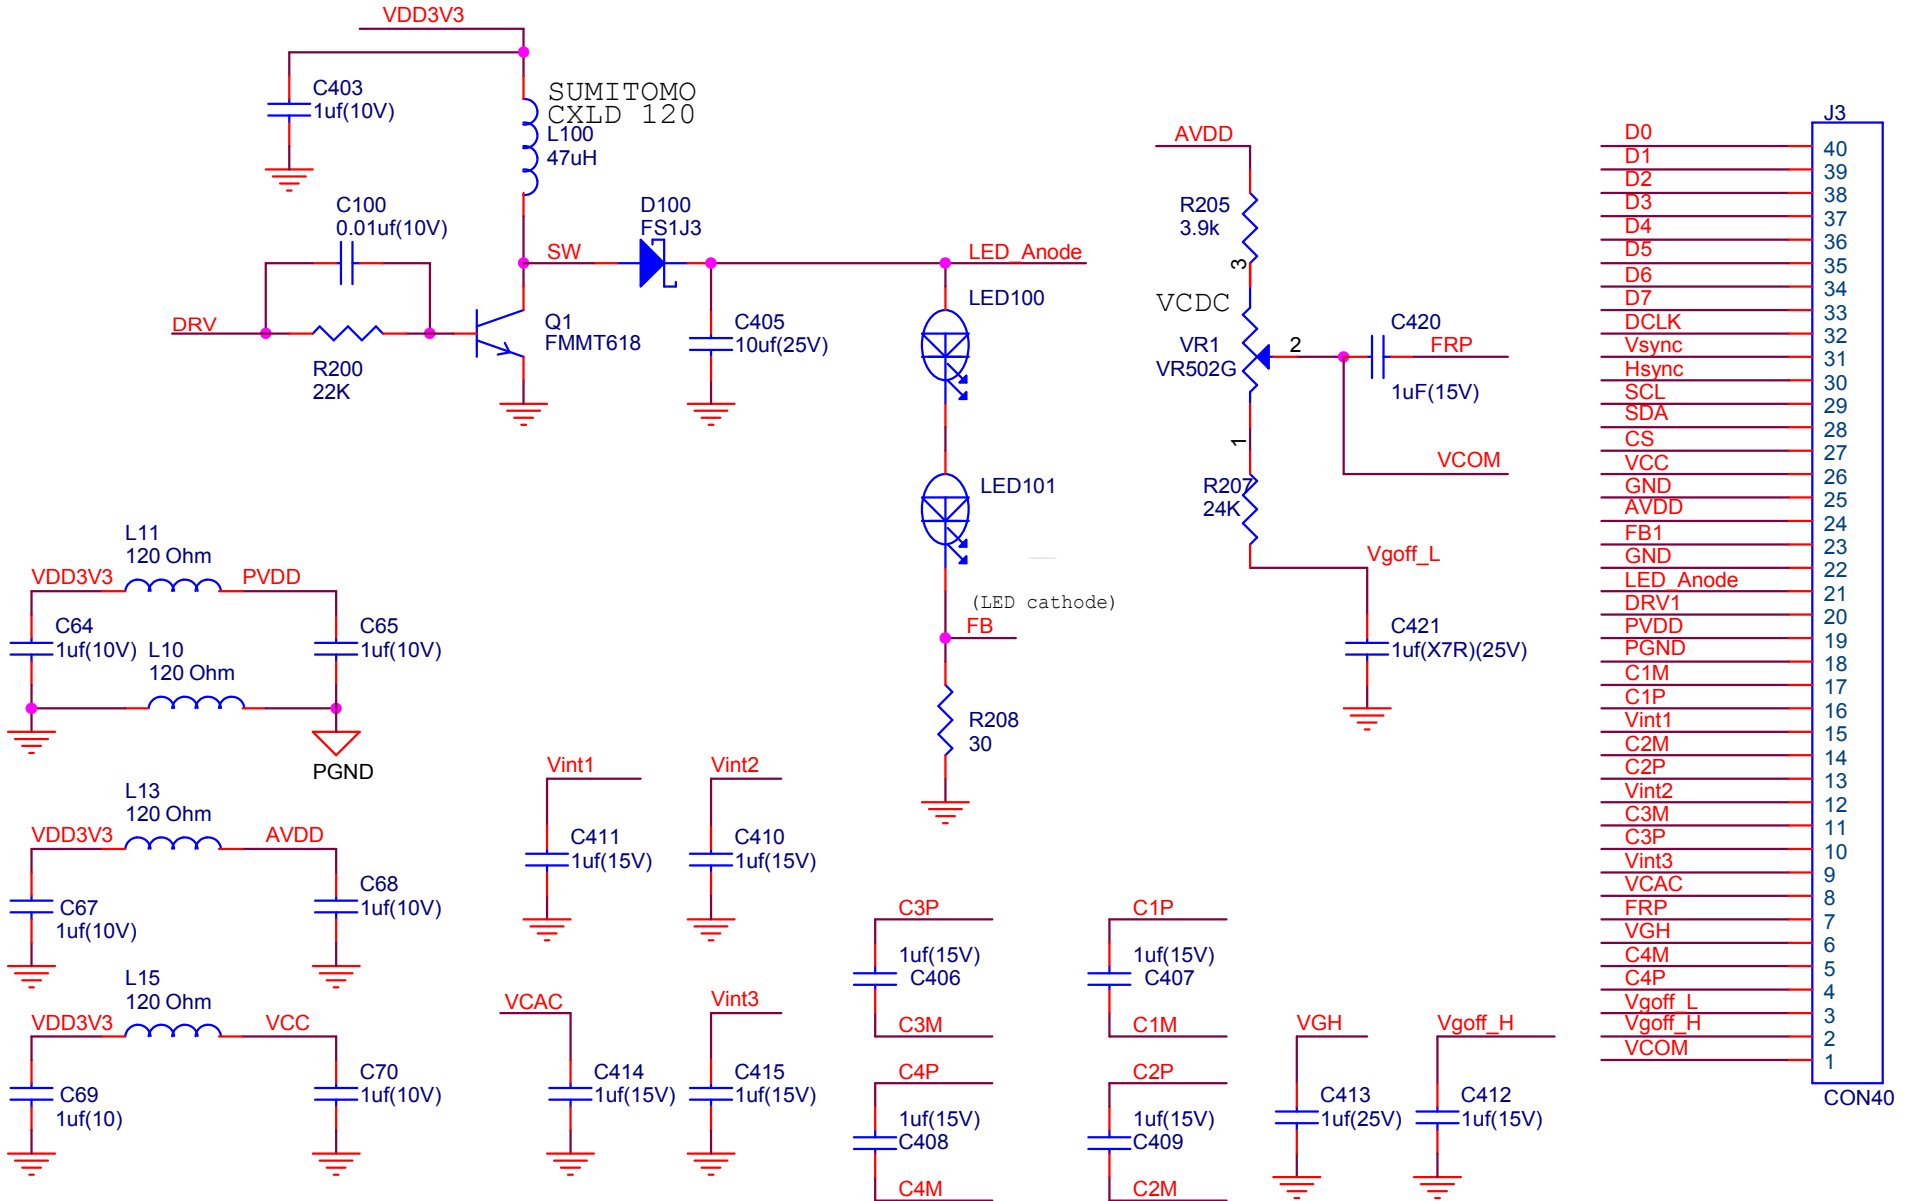 VDD3V3
C403
1uf(10V)
SUMITOMO
CXLD 120
L100
47uH
C100
0.01uf(10V)
D100
FS1J3
SW
LED_Anode
DRV
R200
22K
Q1
FMMT618
C405
10uf(25V)
LED100
LED101
(LED cathode)
FB
R208
30
AVDD
R205
3.9k
3
VCDC
VR1
VR502G
2
1
C420
FRP
1uF(15V)
VCOM
R207
24K
Vgoff_L
C421
1uf(X7R)(25V)
L11
120 Ohm
VDD3V3
PVDD
C64
1uf(10V)
C65
1uf(10V)
L10
120 Ohm
PGND
L13
120 Ohm
VDD3V3
AVDD
C67
1uf(10V)
C68
1uf(10V)
L15
120 Ohm
VDD3V3
VCC
C69
1uf(10)
C70
1uf(10V)
Vint1
C411
1uf(15V)
Vint2
C410
1uf(15V)
VCAC
C414
1uf(15V)
Vint3
C415
1uf(15V)
C3P
1uf(15V)
C406
C3M
C1P
1uf(15V)
C407
C1M
C4P
1uf(15V)
C408
C4M
C2P
1uf(15V)
C409
C2M
VGH
C413
1uf(25V)
Vgoff_H
C412
1uf(15V)
J3
D0 40
D1 39
D2 38
D3 37
D4 36
D5 35
D6 34
D7 33
DCLK 32
Vsync 31
Hsync 30
SCL 29
SDA 28
CS 27
VCC 26
GND 25
AVDD 24
FB1 23
GND 22
LED_Anode 21
DRV1 20
PVDD 19
PGND 18
C1M 17
C1P 16
Vint1 15
C2M 14
C2P 13
Vint2 12
C3M 11
C3P 10
Vint3 9
VCAC 8
FRP 7
VGH 6
C4M 5
C4P 4
Vgoff_L 3
Vgoff_H 2
VCOM 1
CON40